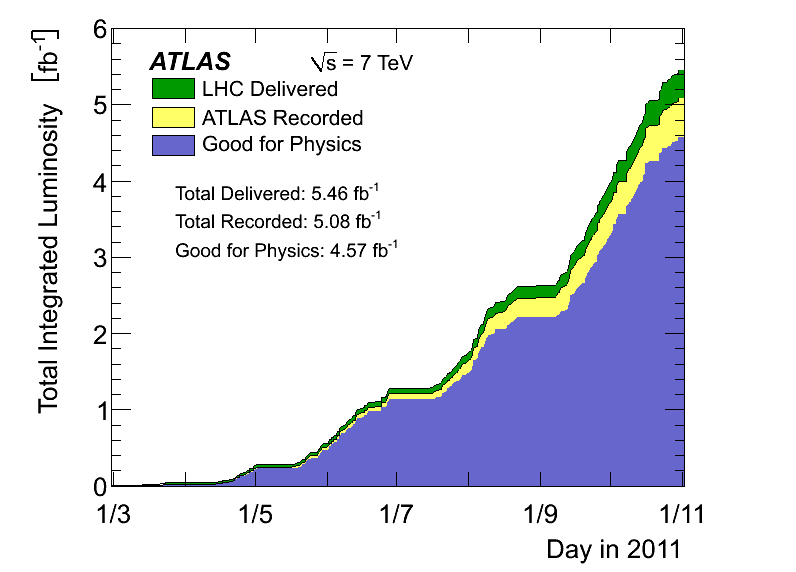 6
5
4
3
2
1
0
Total Integrated Luminosity [fb⁻¹]
ATLAS √s = 7 TeV
LHC Delivered
ATLAS Recorded
Good for Physics
Total Delivered: 5.46 fb⁻¹
Total Recorded: 5.08 fb⁻¹
Good for Physics: 4.57 fb⁻¹
1/3 1/5 1/7 1/9 1/11
Day in 2011